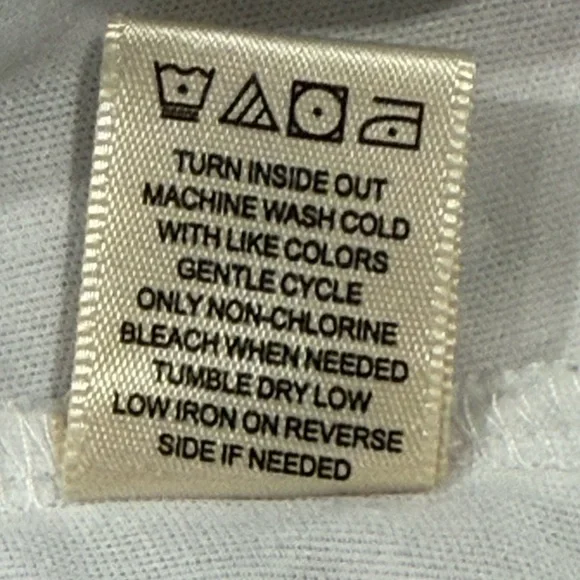 TURN INSIDE OUT
MACHINE WASH COLD
WITH LIKE COLORS
GENTLE CYCLE
ONLY NON-CHLORINE
BLEACH WHEN NEEDED
TUMBLE DRY LOW
LOW IRON ON REVERSE
SIDE IF NEEDED